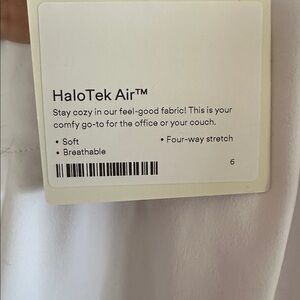 HaloTek Air™
Stay cozy in our feel-good fabric! This is your
comfy go-to for the office or your couch.
• Soft
• Four-way stretch
• Breathable
6